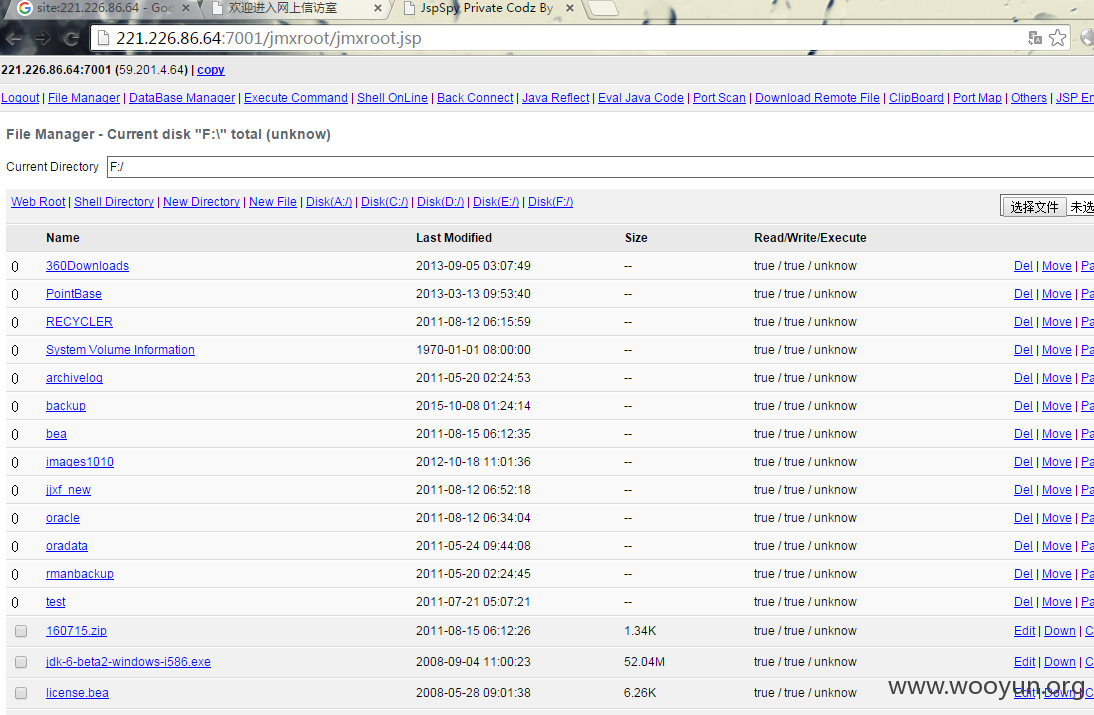 site:221.226.86.64 - Goo
欢迎进入网上信访室
JspSpy Private Codz By
221.226.86.64:7001/jmxroot/jmxroot.jsp
221.226.86.64:7001 (59.201.4.64) | copy
Logout | File Manager | DataBase Manager | Execute Command | Shell OnLine | Back Connect | Java Reflect | Eval Java Code | Port Scan | Download Remote File | ClipBoard | Port Map | Others | JSP En
File Manager - Current disk "F:\" total (unknow)
Current Directory F:/
Web Root | Shell Directory | New Directory | New File | Disk(A:/) | Disk(C:/) | Disk(D:/) | Disk(E:/) | Disk(F:/) 选择文件 未选
Name Last Modified Size Read/Write/Execute
0 360Downloads 2013-09-05 03:07:49 -- true / true / unknow Del | Move | Pa
0 PointBase 2013-03-13 09:53:40 -- true / true / unknow Del | Move | Pa
0 RECYCLER 2011-08-12 06:15:59 -- true / true / unknow Del | Move | Pa
0 System Volume Information 1970-01-01 08:00:00 -- true / true / unknow Del | Move | Pa
0 archivelog 2011-05-20 02:24:53 -- true / true / unknow Del | Move | Pa
0 backup 2015-10-08 01:24:14 -- true / true / unknow Del | Move | Pa
0 bea 2011-08-15 06:12:35 -- true / true / unknow Del | Move | Pa
0 images1010 2012-10-18 11:01:36 -- true / true / unknow Del | Move | Pa
0 jjxf_new 2011-08-12 06:52:18 -- true / true / unknow Del | Move | Pa
0 oracle 2011-08-12 06:34:04 -- true / true / unknow Del | Move | Pa
0 oradata 2011-05-24 09:44:08 -- true / true / unknow Del | Move | Pa
0 rmanbackup 2011-05-20 02:24:45 -- true / true / unknow Del | Move | Pa
0 test 2011-07-21 05:07:21 -- true / true / unknow Del | Move | Pa
160715.zip 2011-08-15 06:12:26 1.34K true / true / unknow Edit | Down | C
jdk-6-beta2-windows-i586.exe 2008-09-04 11:00:23 52.04M true / true / unknow Edit | Down | C
license.bea 2008-05-28 09:01:38 6.26K true / true / unknow Edit | Down | C
www.wooyun.org